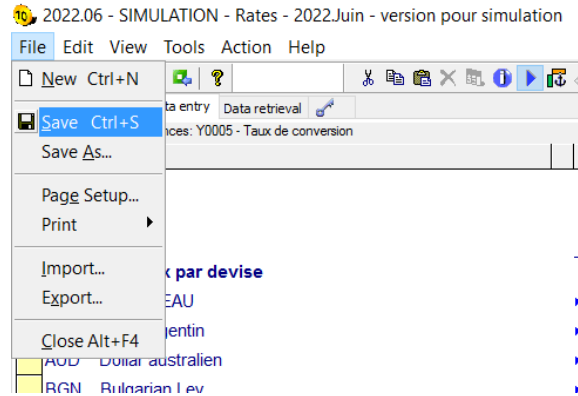 2022.06 - SIMULATION - Rates - 2022.Juin - version pour simulation
File Edit View Tools Action Help
New Ctrl+N
ta entry Data retrieval
Save Ctrl+S
nces: Y0005 - Taux de conversion
Save As...
Page Setup...
Print
Import...
x par devise
Export...
EAU
gentin
Close Alt+F4
AUD Dollar australien
BGN Bulgarian Lev